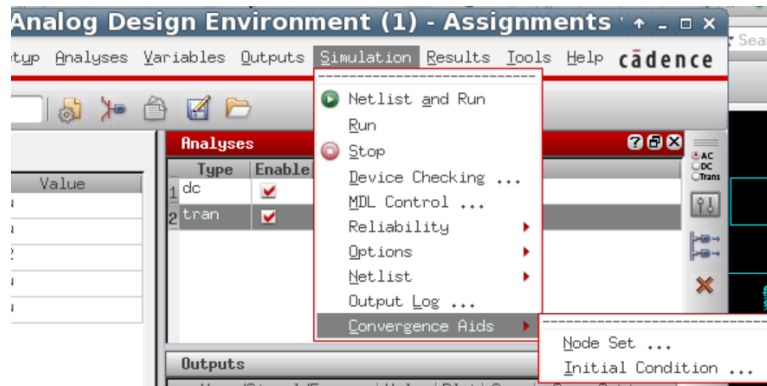 Analog Design Environment (1) - Assignments
Sea
tup Analyses Variables Outputs Simulation Results Tools Help cādence
Netlist and Run
Run
Stop
Device Checking ...
MDL Control ...
Reliability
Options
Netlist
Output Log ...
Convergence Aids
Node Set ...
Initial Condition ...
Analyses
Type Enable
1 dc
2 tran
Value
AC
DC
Trans
Outputs